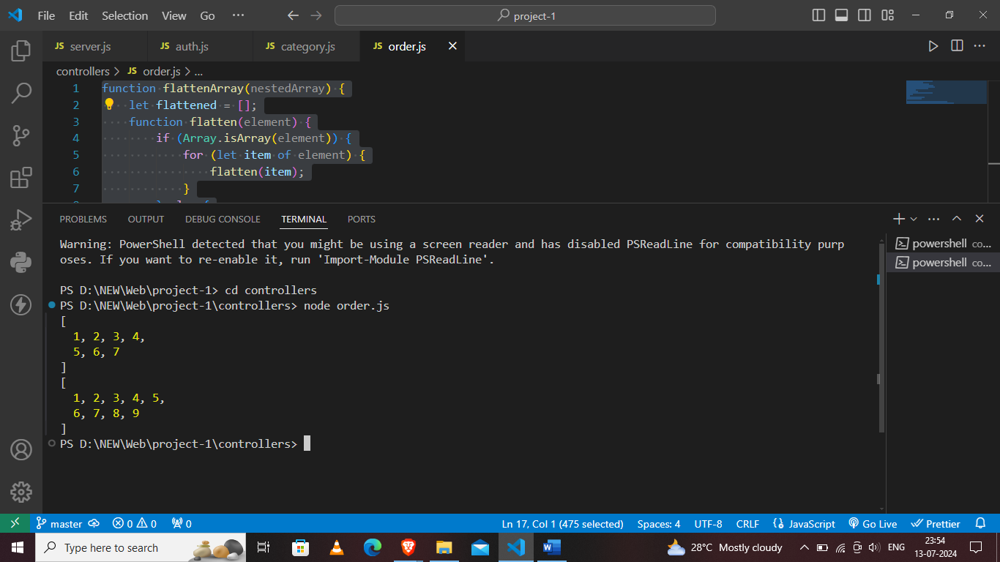 File Edit Selection View Go ··· project-1
JS server.js JS auth.js JS category.js JS order.js
controllers > JS order.js > ...
1 function flattenArray(nestedArray) {
2 let flattened = [];
3 function flatten(element) {
4 if (Array.isArray(element)) {
5 for (let item of element) {
6 flatten(item);
7 }
PROBLEMS OUTPUT DEBUG CONSOLE TERMINAL PORTS
Warning: PowerShell detected that you might be using a screen reader and has disabled PSReadLine for compatibility purp
oses. If you want to re-enable it, run 'Import-Module PSReadLine'.
PS D:\NEW\Web\project-1> cd controllers
PS D:\NEW\Web\project-1\controllers> node order.js
[
1, 2, 3, 4,
5, 6, 7
]
[
1, 2, 3, 4, 5,
6, 7, 8, 9
]
PS D:\NEW\Web\project-1\controllers>
powershell co...
powershell co...
master 0 0 0 Ln 17, Col 1 (475 selected) Spaces: 4 UTF-8 CRLF JavaScript Go Live Prettier
Type here to search 28°C Mostly cloudy ENG 23:54
13-07-2024